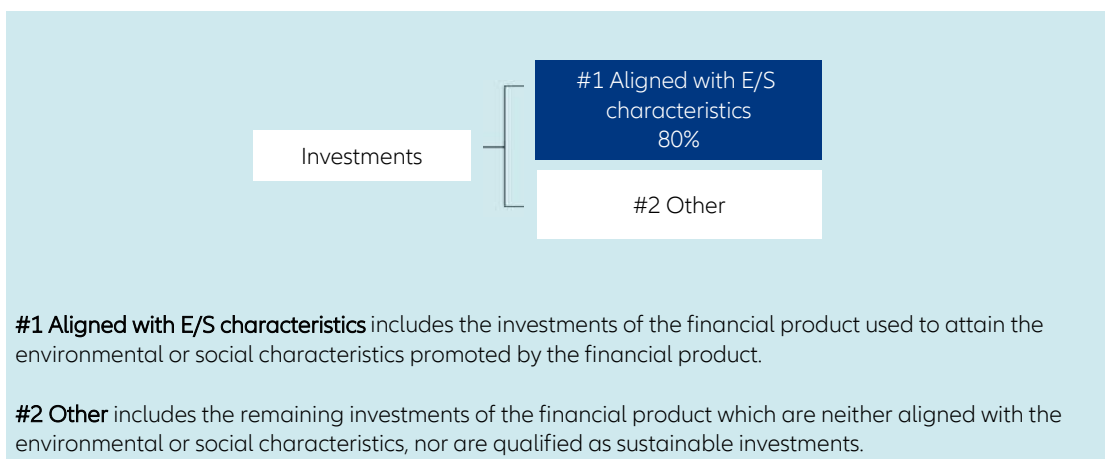 #1 Aligned with E/S
characteristics
80%
Investments
#2 Other
#1 Aligned with E/S characteristics includes the investments of the financial product used to attain the
environmental or social characteristics promoted by the financial product.
#2 Other includes the remaining investments of the financial product which are neither aligned with the
environmental or social characteristics, nor are qualified as sustainable investments.